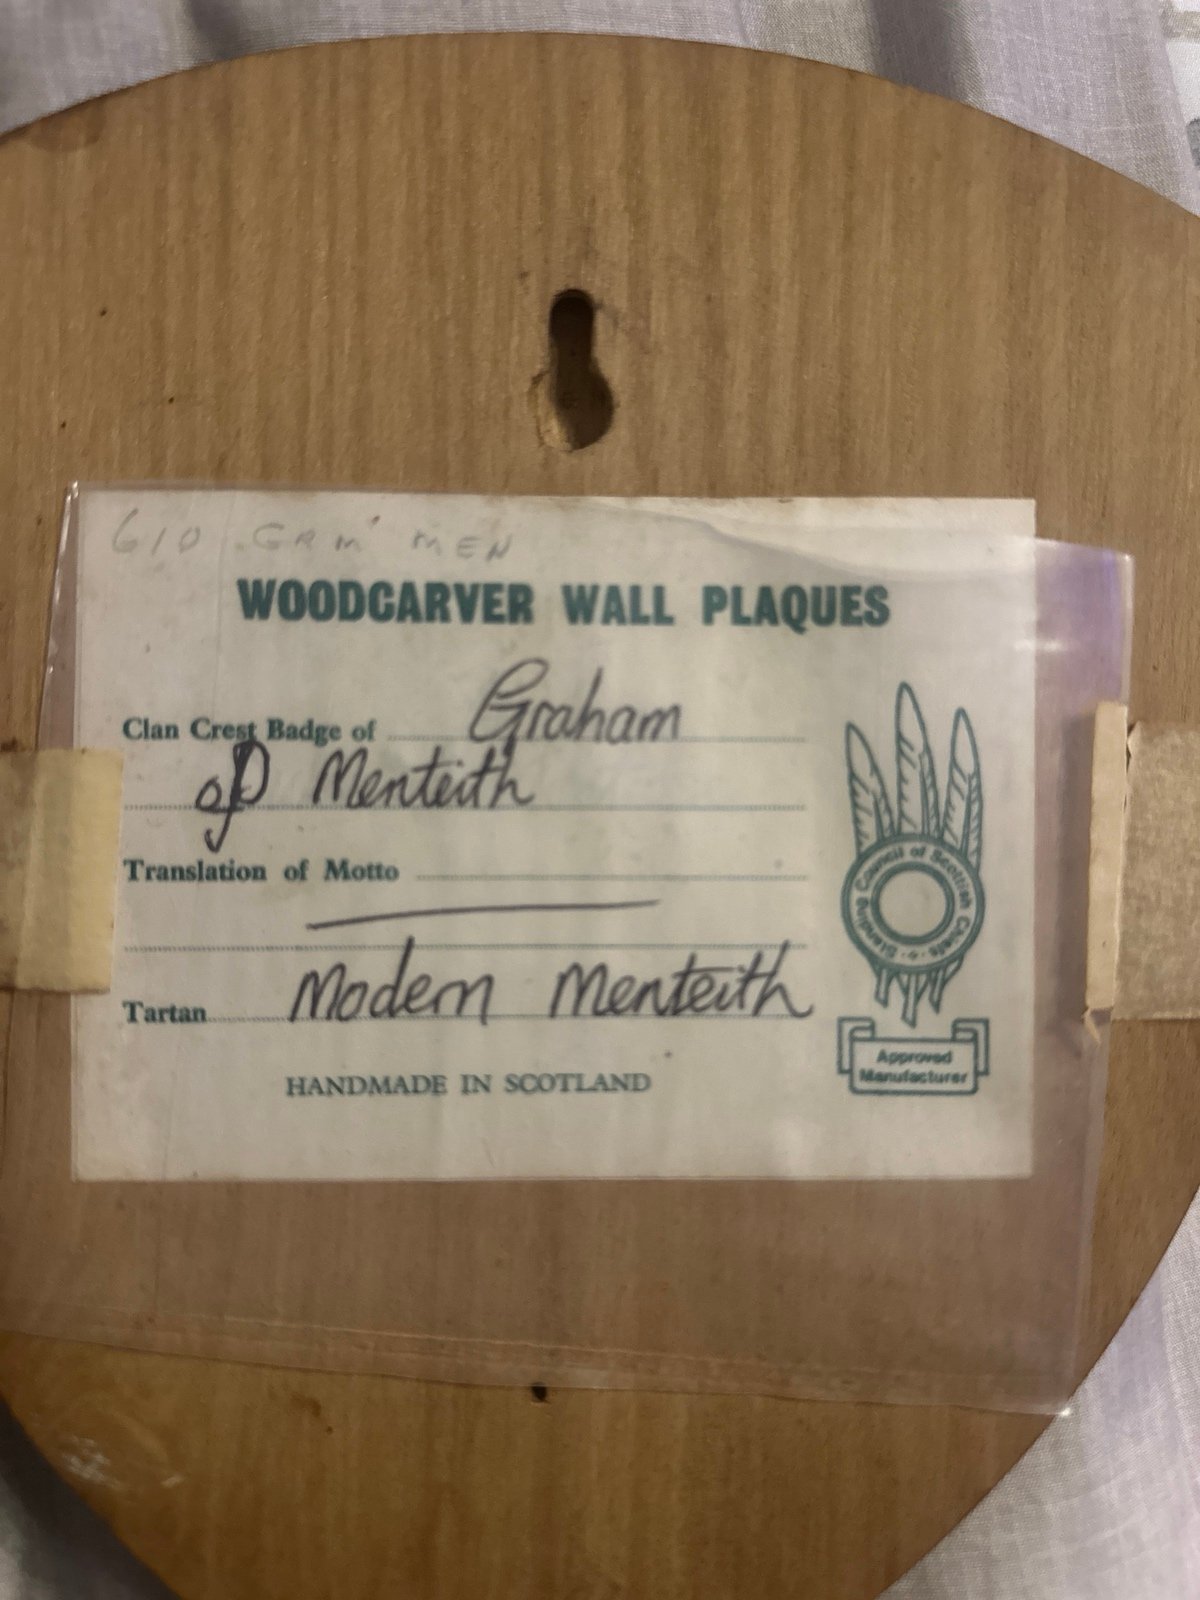 610 GRM MEN
WOODCARVER WALL PLAQUES
Clan Crest Badge of Graham
of Menteith
Translation of Motto
Tartan Modern Menteith
HANDMADE IN SCOTLAND
Standing Council of Scottish Chiefs
Approved
Manufacturer